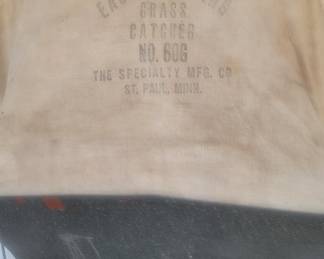 GRASS
CATCHER
NO. 60G
THE SPECIALTY MFG. CO
ST. PAUL, MINN.